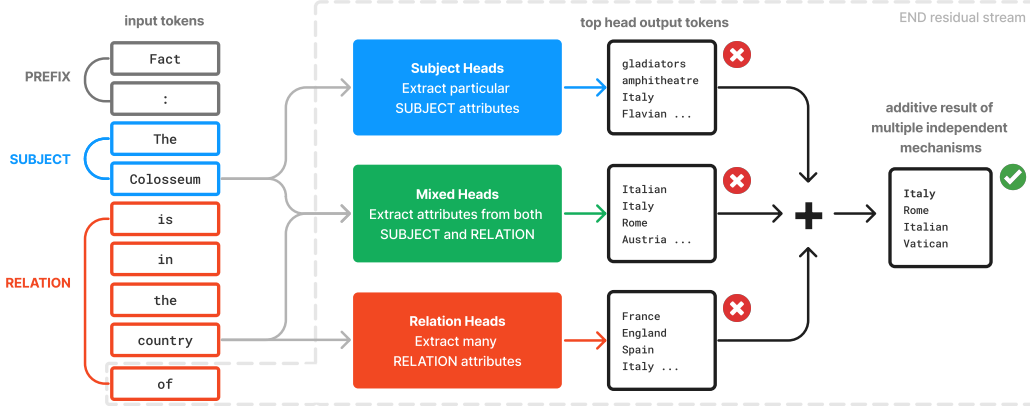 input tokens
PREFIX
Fact
:
SUBJECT
The
Colosseum
RELATION
is
in
the
country
of
END residual stream
Subject Heads
Extract particular
SUBJECT attributes
Mixed Heads
Extract attributes from both
SUBJECT and RELATION
Relation Heads
Extract many
RELATION attributes
top head output tokens
gladiators
amphitheatre
Italy
Flavian ...
Italian
Italy
Rome
Austria ...
France
England
Spain
Italy ...
additive result of
multiple independent
mechanisms
Italy
Rome
Italian
Vatican